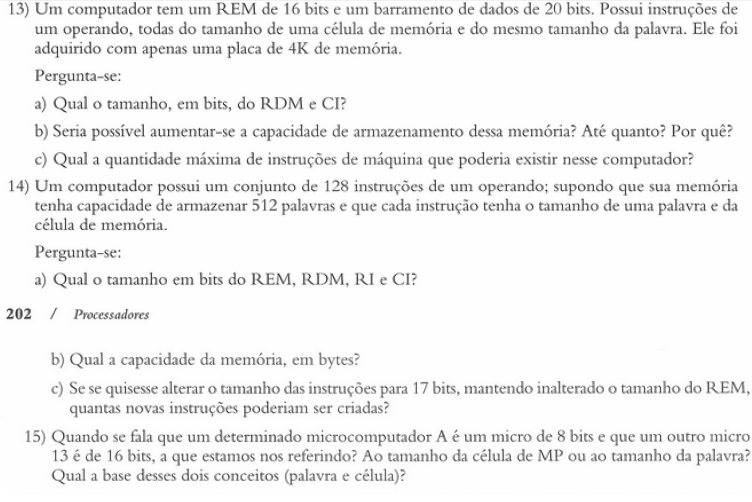 13) Um computador tem um REM de 16 bits e um barramento de dados de 20 bits. Possui instruções de
um operando, todas do tamanho de uma célula de memória e do mesmo tamanho da palavra. Ele foi
adquirido com apenas uma placa de 4K de memória.
Pergunta-se:
a) Qual o tamanho, em bits, do RDM e CI?
b) Seria possível aumentar-se a capacidade de armazenamento dessa memória? Até quanto? Por quê?
c) Qual a quantidade máxima de instruções de máquina que poderia existir nesse computador?
14) Um computador possui um conjunto de 128 instruções de um operando; supondo que sua memória
tenha capacidade de armazenar 512 palavras e que cada instrução tenha o tamanho de uma palavra e da
célula de memória.
Pergunta-se:
a) Qual o tamanho em bits do REM, RDM, RI e CI?
202 / Processadores
b) Qual a capacidade da memória, em bytes?
c) Se se quisesse alterar o tamanho das instruções para 17 bits, mantendo inalterado o tamanho do REM,
quantas novas instruções poderiam ser criadas?
15) Quando se fala que um determinado microcomputador A é um micro de 8 bits e que um outro micro
13 é de 16 bits, a que estamos nos referindo? Ao tamanho da célula de MP ou ao tamanho da palavra?
Qual a base desses dois conceitos (palavra e célula)?